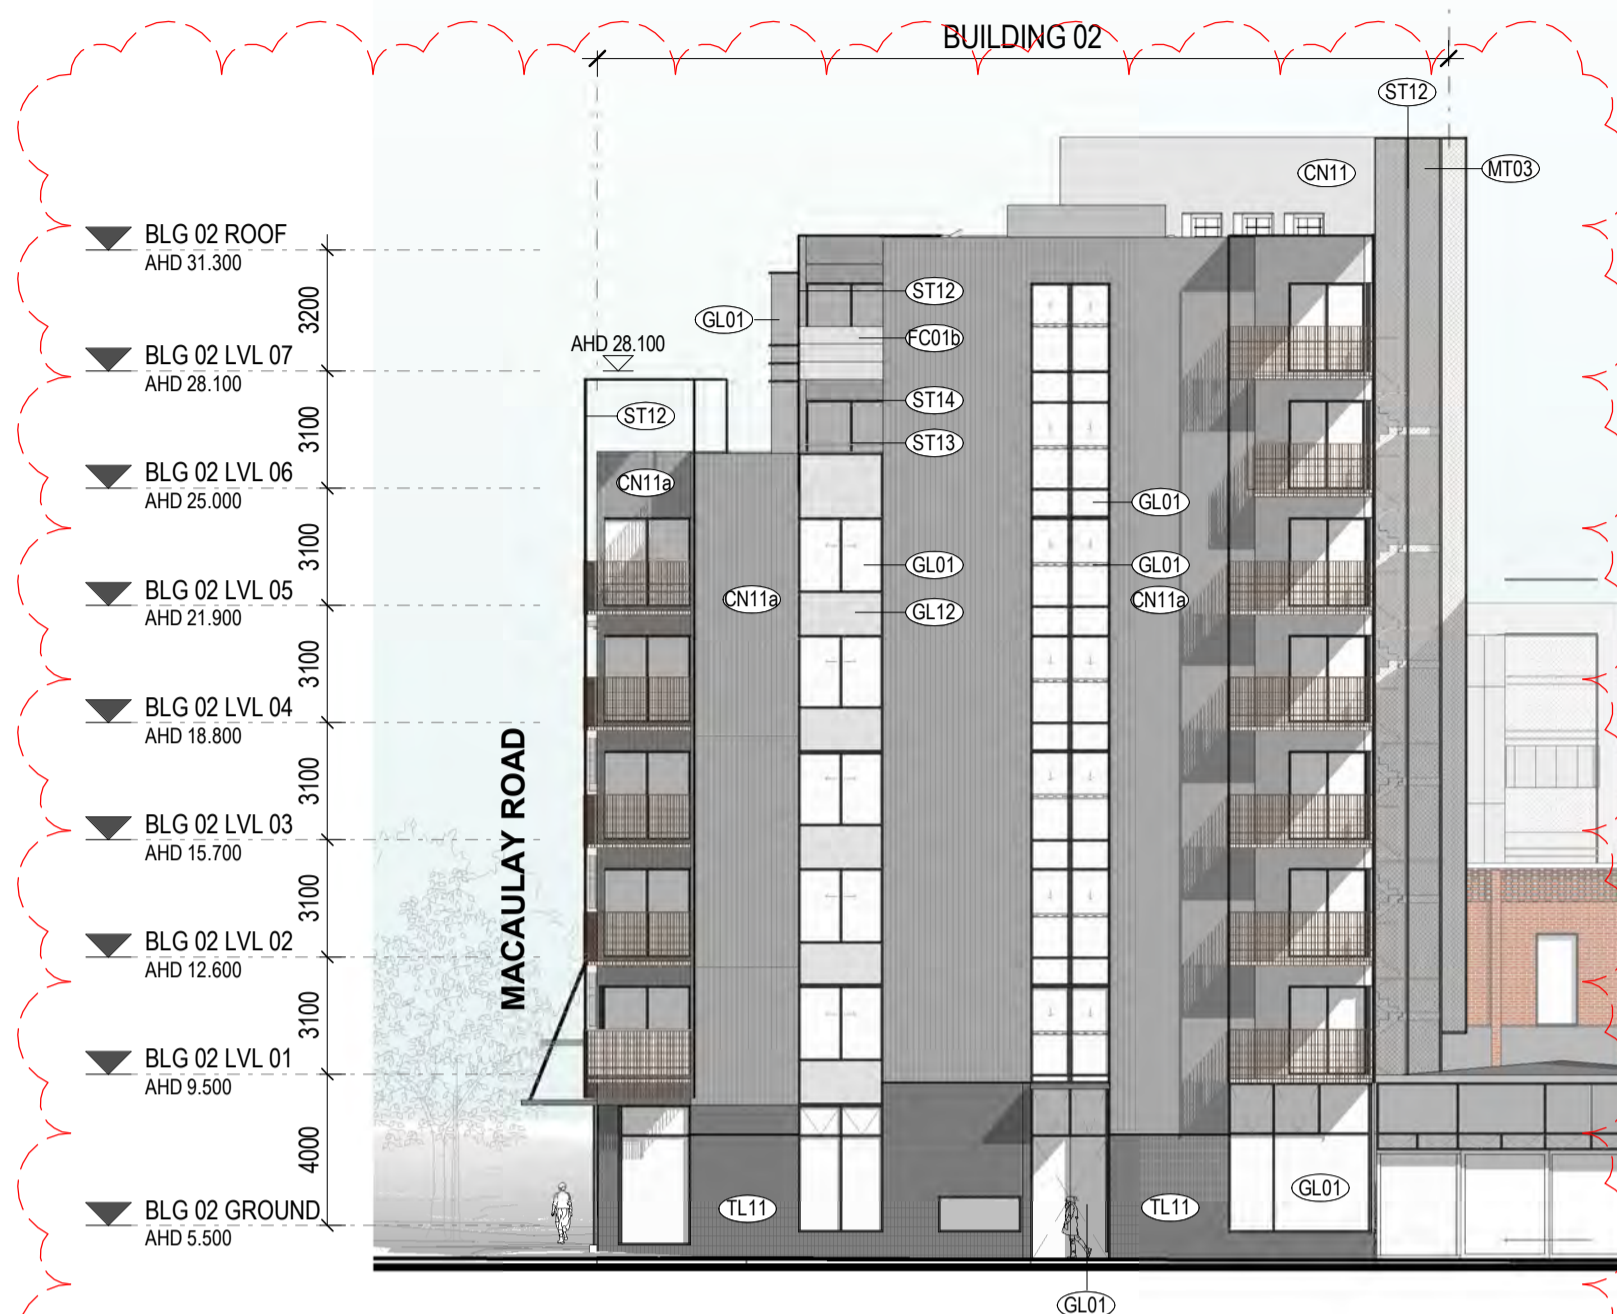 BUILDING 02
ST12
CN11
MT03
BLG 02 ROOF
AHD 31.300
3200
ST12
GL01
FC01b
AHD 28.100
BLG 02 LVL 07
AHD 28.100
3100
ST14
ST12
ST13
BLG 02 LVL 06
AHD 25.000
CN11a
GL01
3100
GL01
GL01
BLG 02 LVL 05
AHD 21.900
CN11a
CN11a
GL12
3100
BLG 02 LVL 04
AHD 18.800
3100
MACAULAY ROAD
BLG 02 LVL 03
AHD 15.700
3100
BLG 02 LVL 02
AHD 12.600
3100
BLG 02 LVL 01
AHD 9.500
4000
GL01
TL11
TL11
BLG 02 GROUND
AHD 5.500
GL01